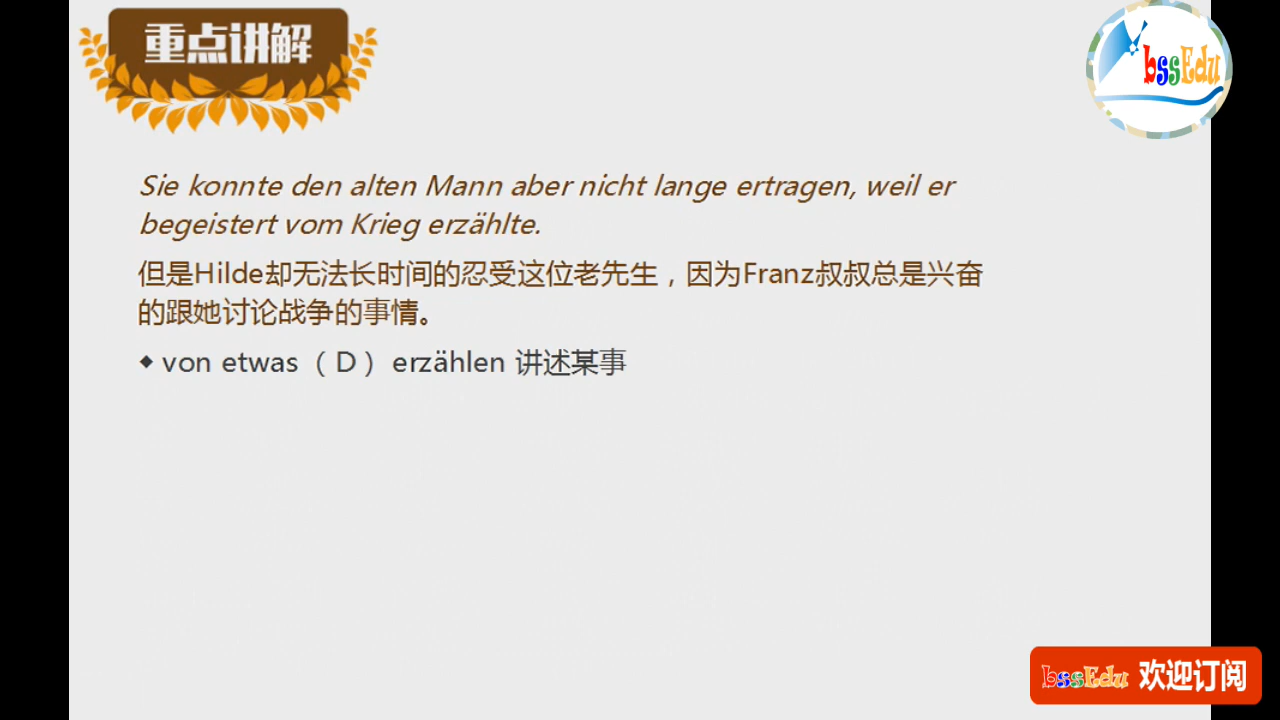 重点讲解
bssEdu
Sie konnte den alten Mann aber nicht lange ertragen, weil er
begeistert vom Krieg erzählte.
但是Hilde却无法长时间的忍受这位老先生，因为Franz叔叔总是兴奋
的跟她讨论战争的事情。
◆ von etwas （D） erzählen 讲述某事
bssEdu 欢迎订阅